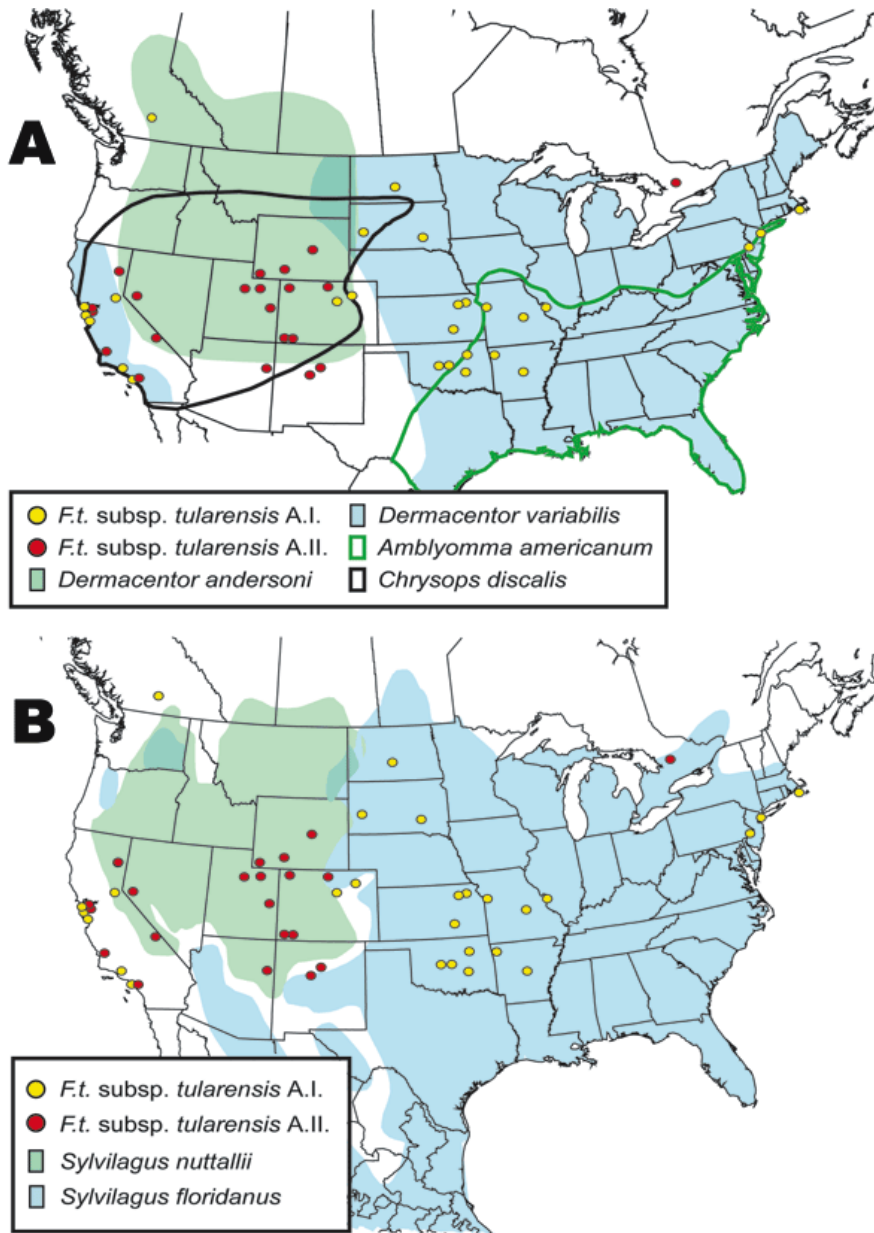 A
F.t. subsp. tularensis A.I.
F.t. subsp. tularensis A.II.
Dermacentor andersoni
Dermacentor variabilis
Amblyomma americanum
Chrysops discalis
B
F.t. subsp. tularensis A.I.
F.t. subsp. tularensis A.II.
Sylvilagus nuttallii
Sylvilagus floridanus